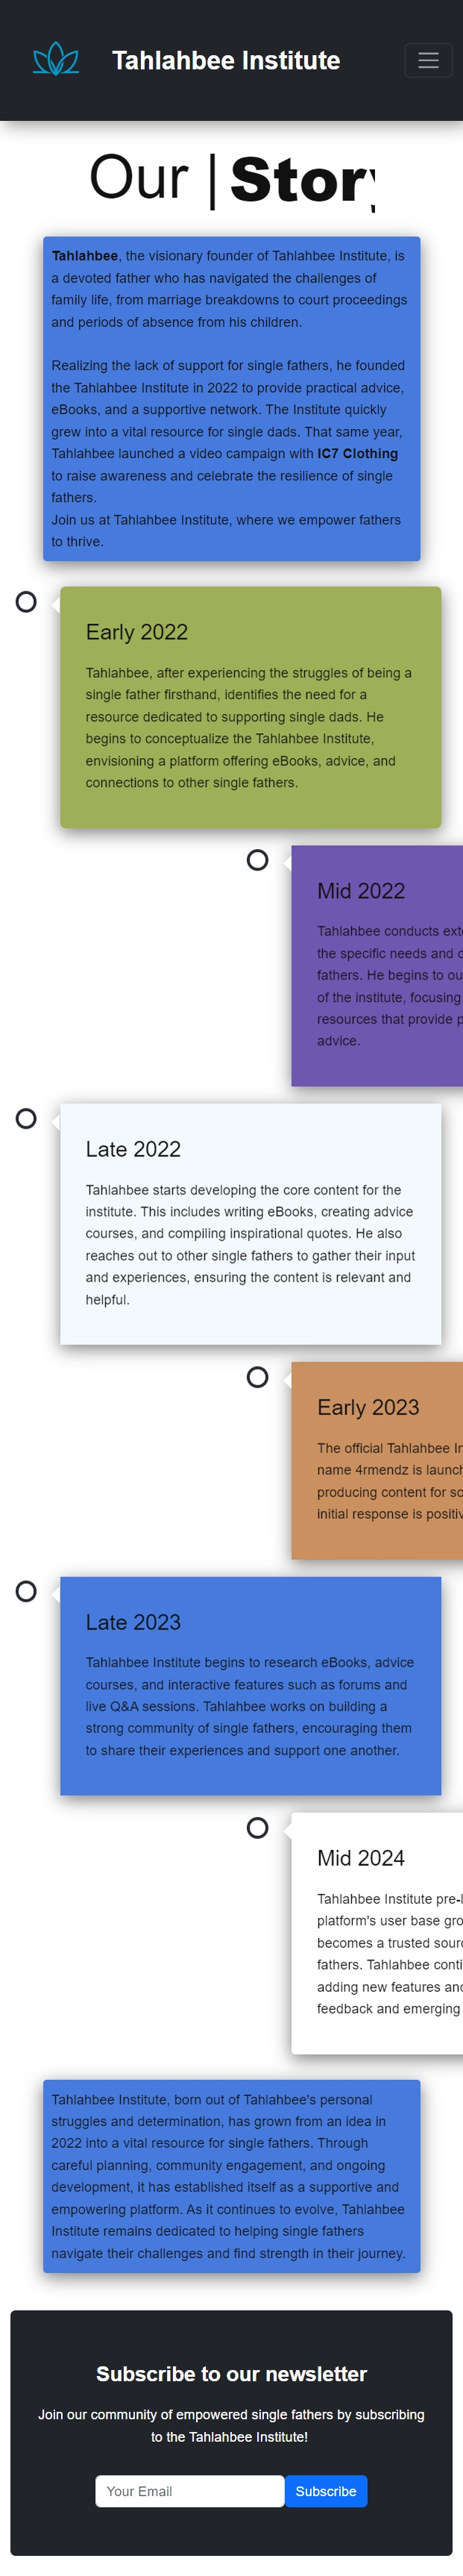 Tahlahbee Institute
Our | Story
Tahlahbee, the visionary founder of Tahlahbee Institute, is
a devoted father who has navigated the challenges of
family life, from marriage breakdowns to court proceedings
and periods of absence from his children.
Realizing the lack of support for single fathers, he founded
the Tahlahbee Institute in 2022 to provide practical advice,
eBooks, and a supportive network. The Institute quickly
grew into a vital resource for single dads. That same year,
Tahlahbee launched a video campaign with IC7 Clothing
to raise awareness and celebrate the resilience of single
fathers.
Join us at Tahlahbee Institute, where we empower fathers
to thrive.
Early 2022
Tahlahbee, after experiencing the struggles of being a
single father firsthand, identifies the need for a
resource dedicated to supporting single dads. He
begins to conceptualize the Tahlahbee Institute,
envisioning a platform offering eBooks, advice, and
connections to other single fathers.
Mid 2022
Tahlahbee conducts
the specific needs and
fathers. He begins to
of the institute, focusing
resources that provide
advice.
Late 2022
Tahlahbee starts developing the core content for the
institute. This includes writing eBooks, creating advice
courses, and compiling inspirational quotes. He also
reaches out to other single fathers to gather their input
and experiences, ensuring the content is relevant and
helpful.
Early 2023
The official Tahlahbee
name 4rmendz is
producing content for
initial response is
Late 2023
Tahlahbee Institute begins to research eBooks, advice
courses, and interactive features such as forums and
live Q&A sessions. Tahlahbee works on building a
strong community of single fathers, encouraging them
to share their experiences and support one another.
Mid 2024
Tahlahbee Institute
platform's user base
becomes a trusted
fathers. Tahlahbee
adding new features
feedback and emerging
Tahlahbee Institute, born out of Tahlahbee's personal
struggles and determination, has grown from an idea in
2022 into a vital resource for single fathers. Through
careful planning, community engagement, and ongoing
development, it has established itself as a supportive and
empowering platform. As it continues to evolve, Tahlahbee
Institute remains dedicated to helping single fathers
navigate their challenges and find strength in their journey.
Subscribe to our newsletter
Join our community of empowered single fathers by subscribing
to the Tahlahbee Institute!
Your Email
Subscribe